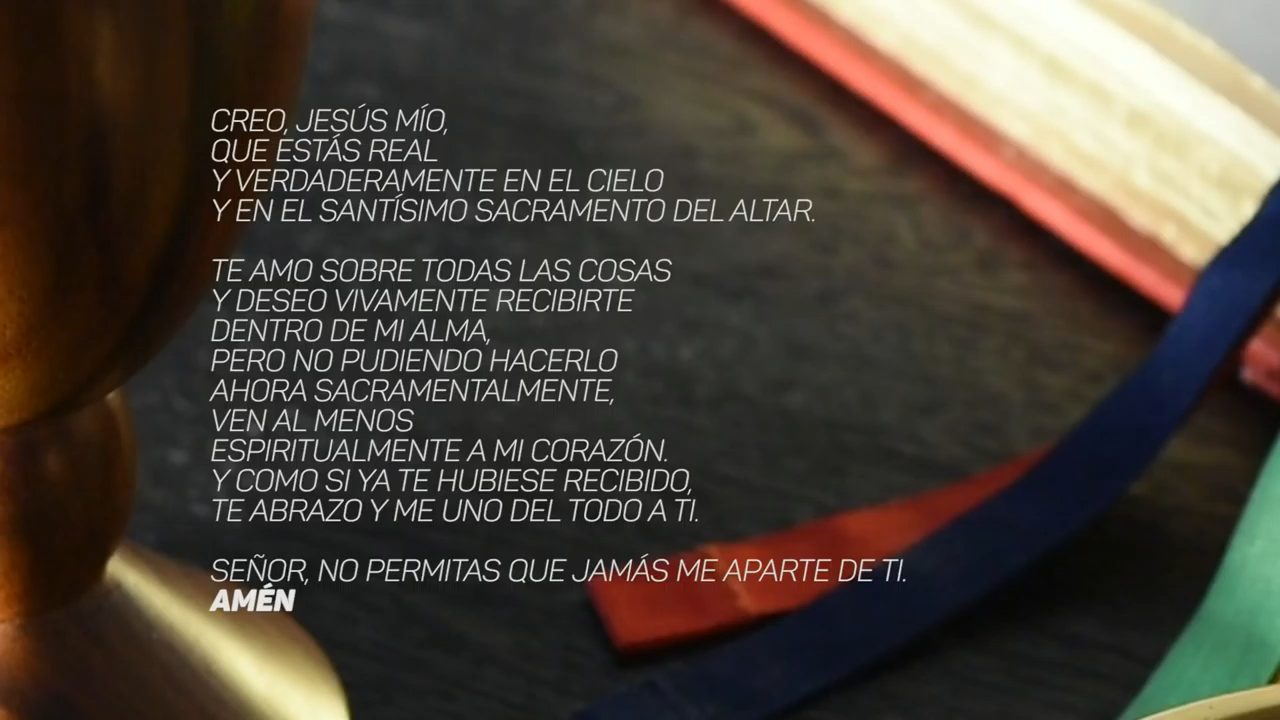 CREO, JESÚS MÍO,
QUE ESTÁS REAL
Y VERDADERAMENTE EN EL CIELO
Y EN EL SANTÍSIMO SACRAMENTO DEL ALTAR.
TE AMO SOBRE TODAS LAS COSAS
Y DESEO VIVAMENTE RECIBIRTE
DENTRO DE MI ALMA,
PERO NO PUDIENDO HACERLO
AHORA SACRAMENTALMENTE,
VEN AL MENOS
ESPIRITUALMENTE A MI CORAZÓN.
Y COMO SI YA TE HUBIESE RECIBIDO,
TE ABRAZO Y ME UNO DEL TODO A TI.
SEÑOR, NO PERMITAS QUE JAMÁS ME APARTE DE TI.
AMÉN